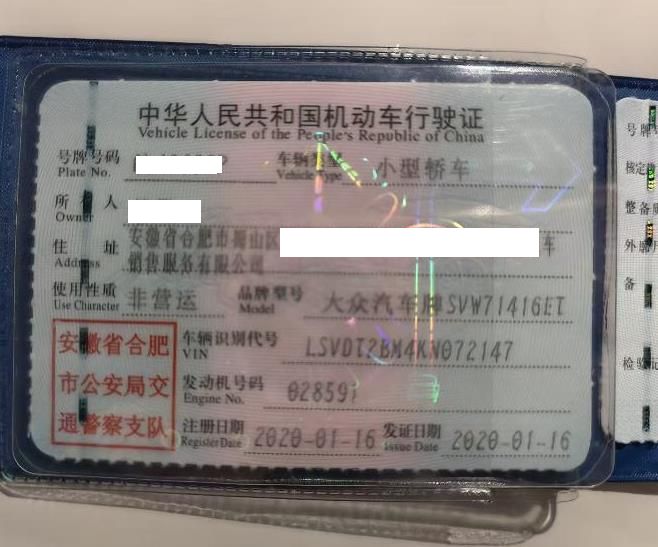 中华人民共和国机动车行驶证
Vehicle License of the People's Republic of China
号牌号码 Plate No. 车辆类型 Vehicle Type 小型轿车
所有人 Owner
住址 Address 安徽省合肥市蜀山区 车
销售服务有限公司
使用性质 Use Character 非营运 品牌型号 Model 大众汽车牌SVW71416ET
安徽省合肥
市公安局交
通警察支队
车辆识别代号 VIN LSVDT2BM4KN072147
发动机号码 Engine No. 028591
注册日期 Register Date 2020-01-16 发证日期 Issue Date 2020-01-16
号牌
核定
整备
外廓
备
检验